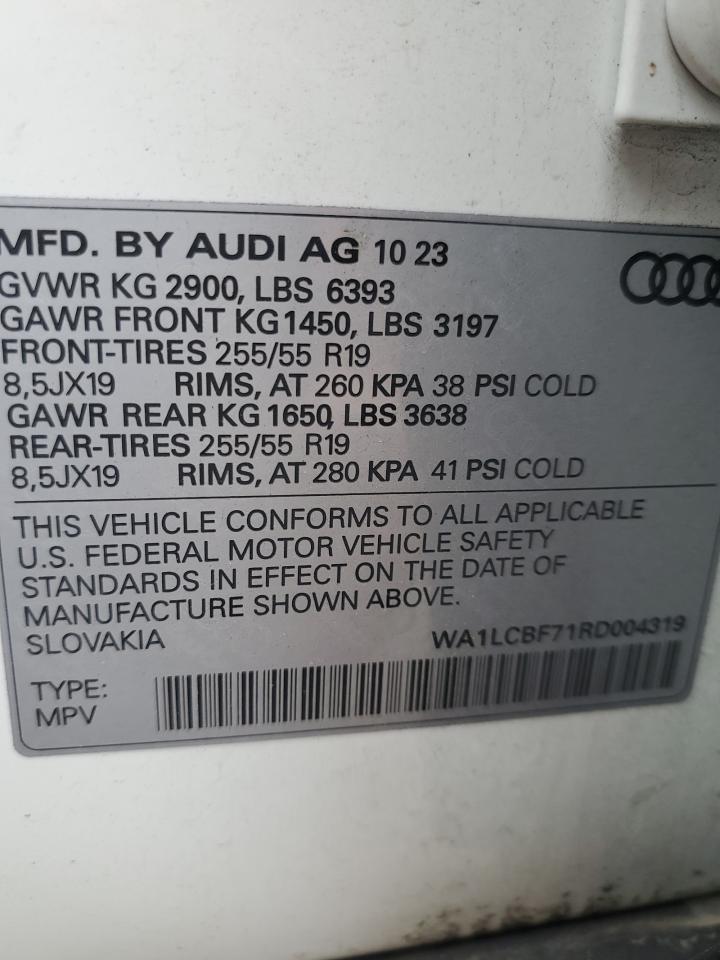 MFD. BY AUDI AG 10 23
GVWR KG 2900, LBS 6393
GAWR FRONT KG1450, LBS 3197
FRONT-TIRES 255/55 R19
8,5JX19 RIMS, AT 260 KPA 38 PSI COLD
GAWR REAR KG 1650, LBS 3638
REAR-TIRES 255/55 R19
8,5JX19 RIMS, AT 280 KPA 41 PSI COLD
THIS VEHICLE CONFORMS TO ALL APPLICABLE
U.S. FEDERAL MOTOR VEHICLE SAFETY
STANDARDS IN EFFECT ON THE DATE OF
MANUFACTURE SHOWN ABOVE.
SLOVAKIA WA1LCBF71RD004319
TYPE:
MPV